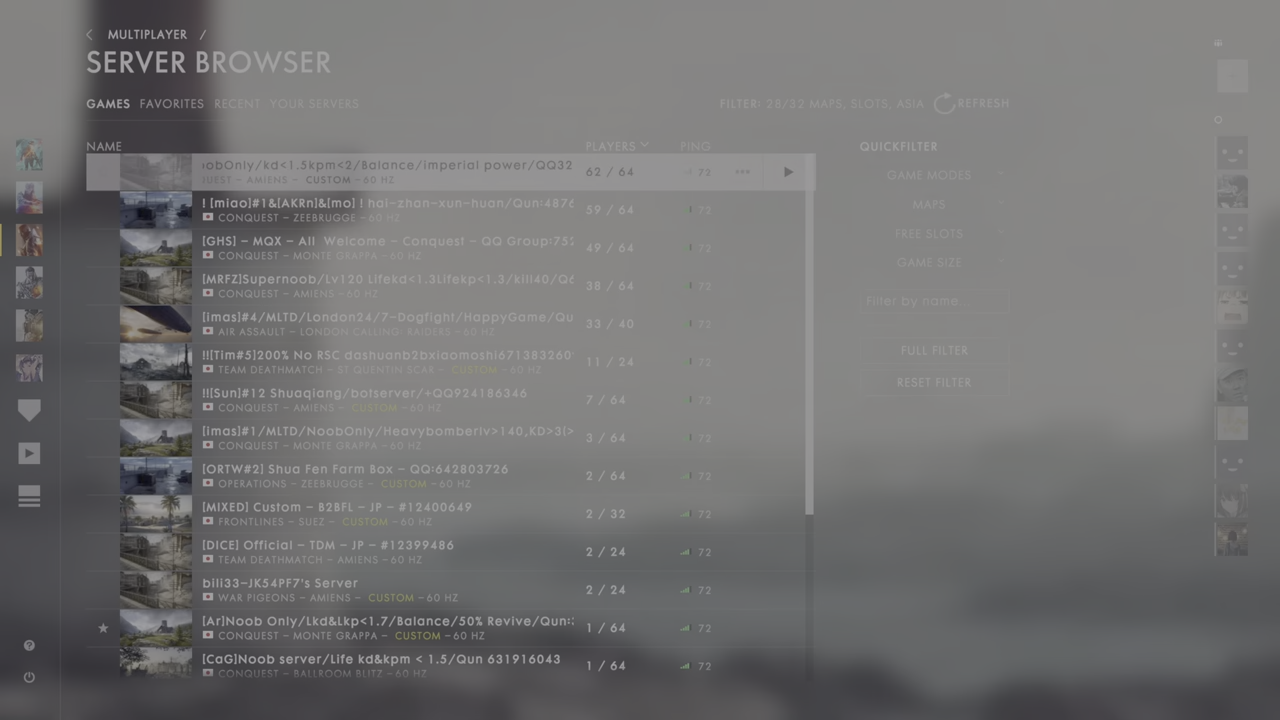 MULTIPLAYER /
SERVER BROWSER
GAMES FAVORITES RECENT YOUR SERVERS
FILTER: 28/32 MAPS, SLOTS, ASIA REFRESH
NAME PLAYERS PING
QUICKFILTER
obOnly/kd<1.5kpm<2/Balance/imperial power/QQ32
UEST – AMIENS – CUSTOM – 60 HZ
62 / 64 72
! [miao]#1&[AKRn]&[mo] ! hai-zhan-xun-huan/Qun:4876
CONQUEST – ZEEBRUGGE – 60 HZ
59 / 64 72
[GHS] – MQX – All Welcome – Conquest – QQ Group:752
CONQUEST – MONTE GRAPPA – 60 HZ
49 / 64 72
[MRFZ]Supernoob/Lv120 Lifekd<1.3Lifekp<1.3/kill40/Q
CONQUEST – AMIENS – 60 HZ
38 / 64 72
[imas]#4/MLTD/London24/7–Dogfight/HappyGame/Qu
AIR ASSAULT – LONDON CALLING: RAIDERS – 60 HZ
33 / 40 72
!![Tim#5]200% No RSC dashuanb2bxiaomoshi671383260
TEAM DEATHMATCH – ST QUENTIN SCAR – CUSTOM – 60 HZ
11 / 24 72
!![Sun]#12 Shuaqiang/botserver/+QQ924186346
CONQUEST – AMIENS – CUSTOM – 60 HZ
7 / 64 72
[imas]#1/MLTD/NoobOnly/Heavybomberlv>140,KD>3(>
CONQUEST – MONTE GRAPPA – 60 HZ
3 / 64 72
[ORTW#2] Shua Fen Farm Box – QQ:642803726
OPERATIONS – ZEEBRUGGE – CUSTOM – 60 HZ
2 / 64 72
[MIXED] Custom – B2BFL – JP – #12400649
FRONTLINES – SUEZ – CUSTOM – 60 HZ
2 / 32 72
[DICE] Official – TDM – JP – #12399486
TEAM DEATHMATCH – AMIENS – 60 HZ
2 / 24 72
bili33–JK54PF7's Server
WAR PIGEONS – AMIENS – CUSTOM – 60 HZ
2 / 24 72
[Ar]Noob Only/Lkd&Lkp<1.7/Balance/50% Revive/Qun:
CONQUEST – MONTE GRAPPA – CUSTOM – 60 HZ
1 / 64 72
[CaG]Noob server/Life kd&kpm < 1.5/Qun 631916043
CONQUEST – BALLROOM BLITZ – 60 HZ
1 / 64 72
GAME MODES
MAPS
FREE SLOTS
GAME SIZE
Filter by name...
FULL FILTER
RESET FILTER